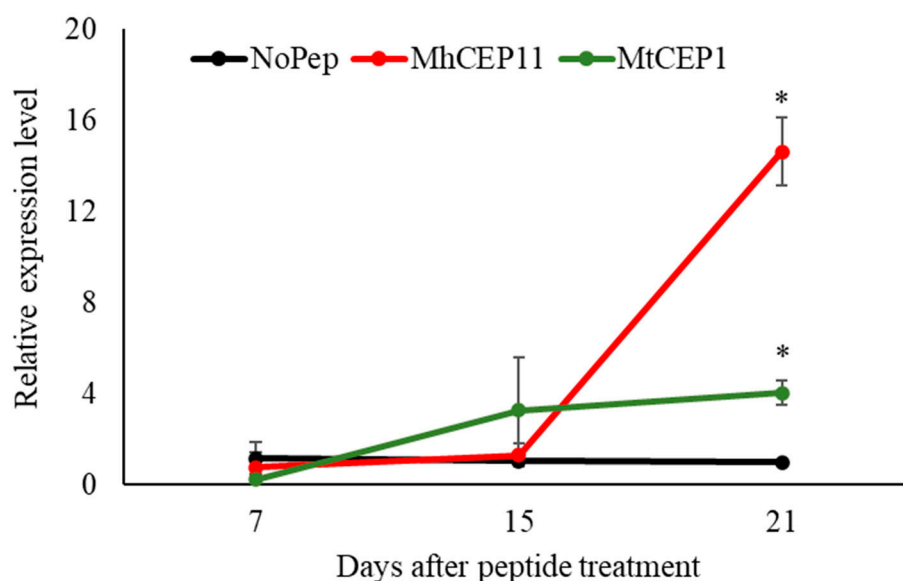 20
NoPep MhCEP11 MtCEP1
*
16
12
8
*
4
0
7 15 21
Relative expression level
Days after peptide treatment